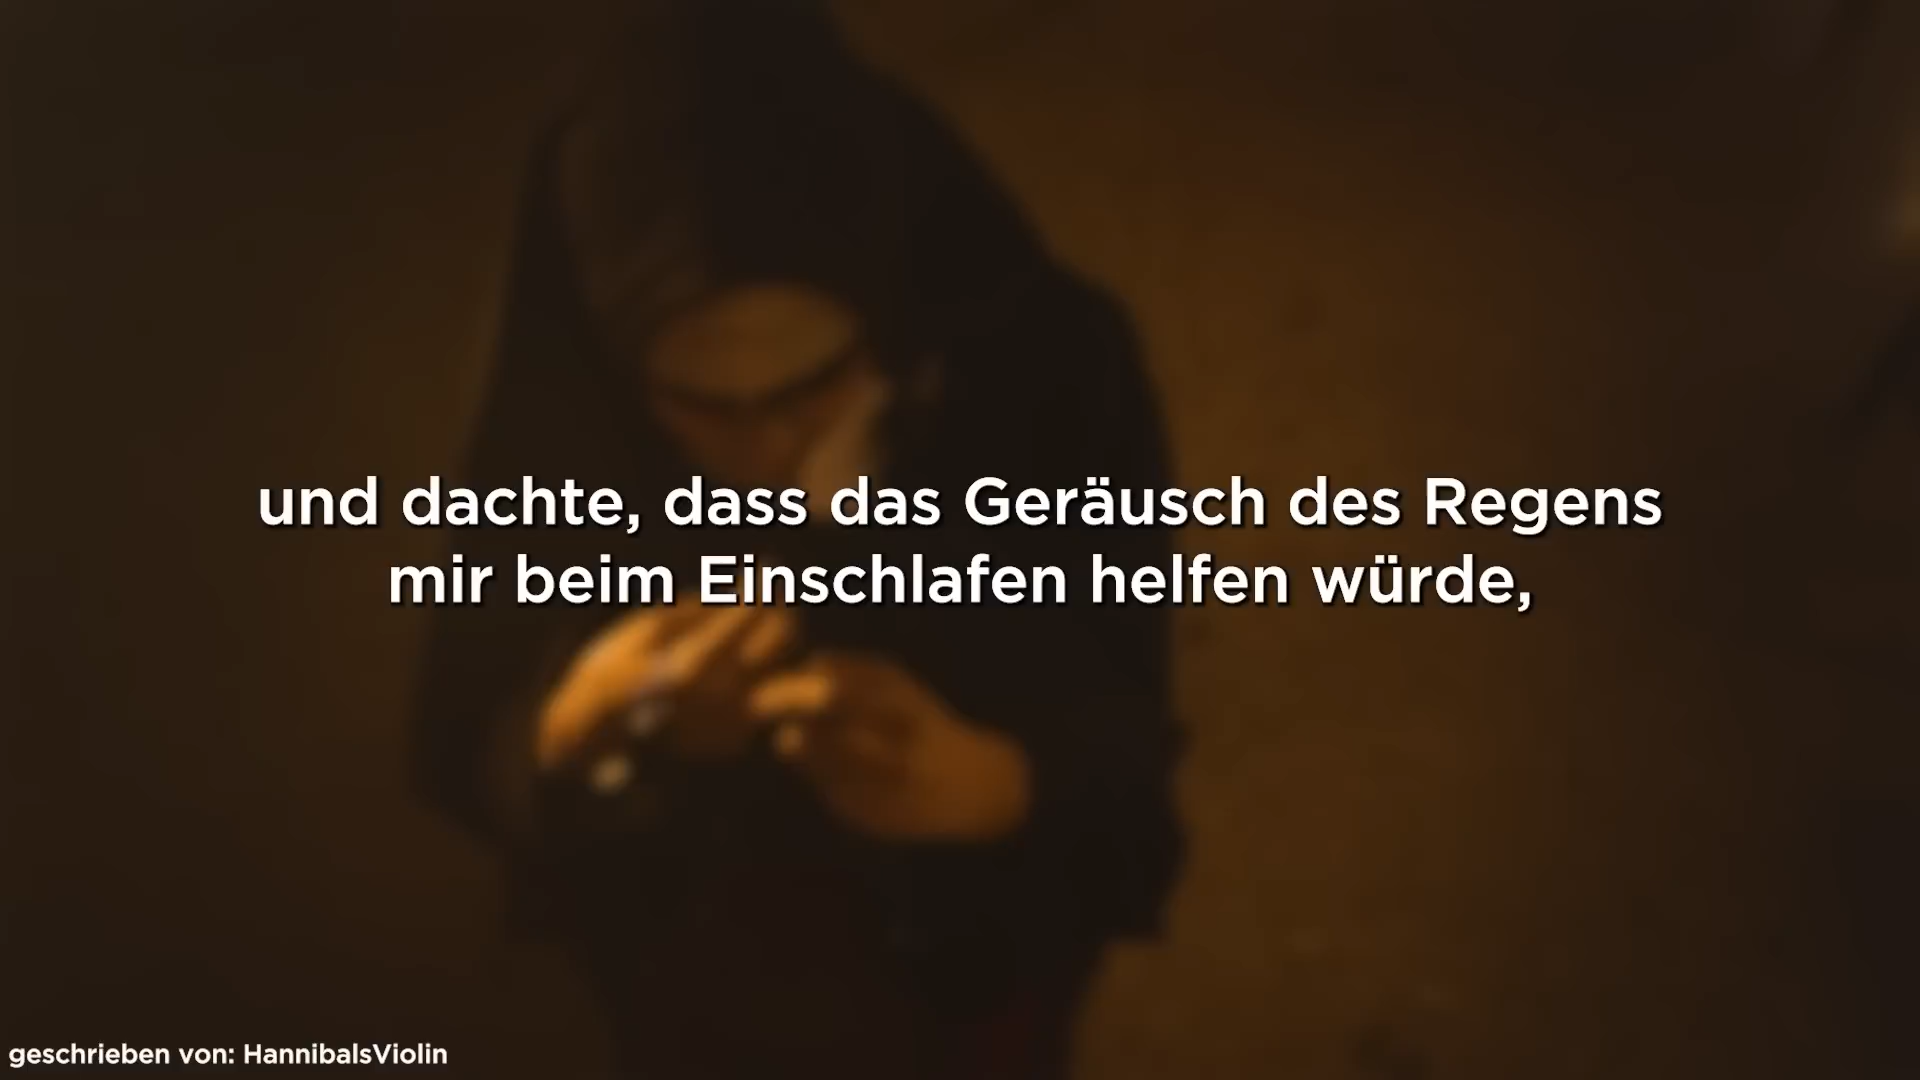 und dachte, dass das Geräusch des Regens
mir beim Einschlafen helfen würde,
geschrieben von: HannibalsViolin